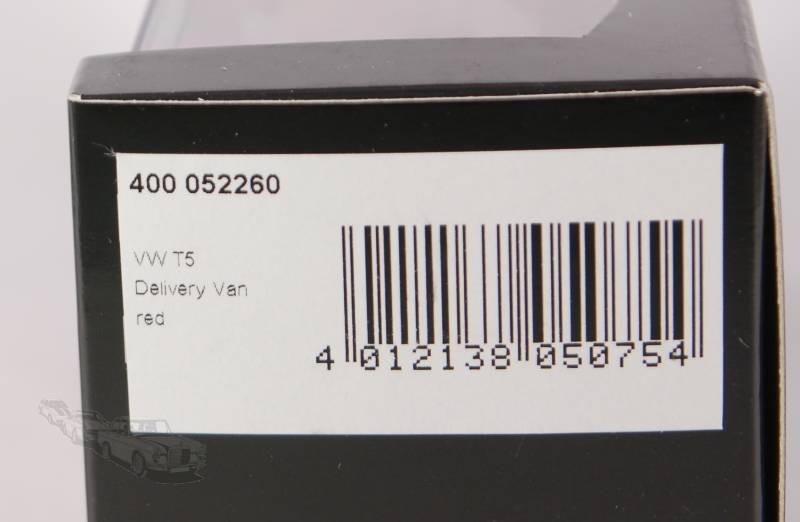 400 052260
VW T5
Delivery Van
red
4 012138 050754